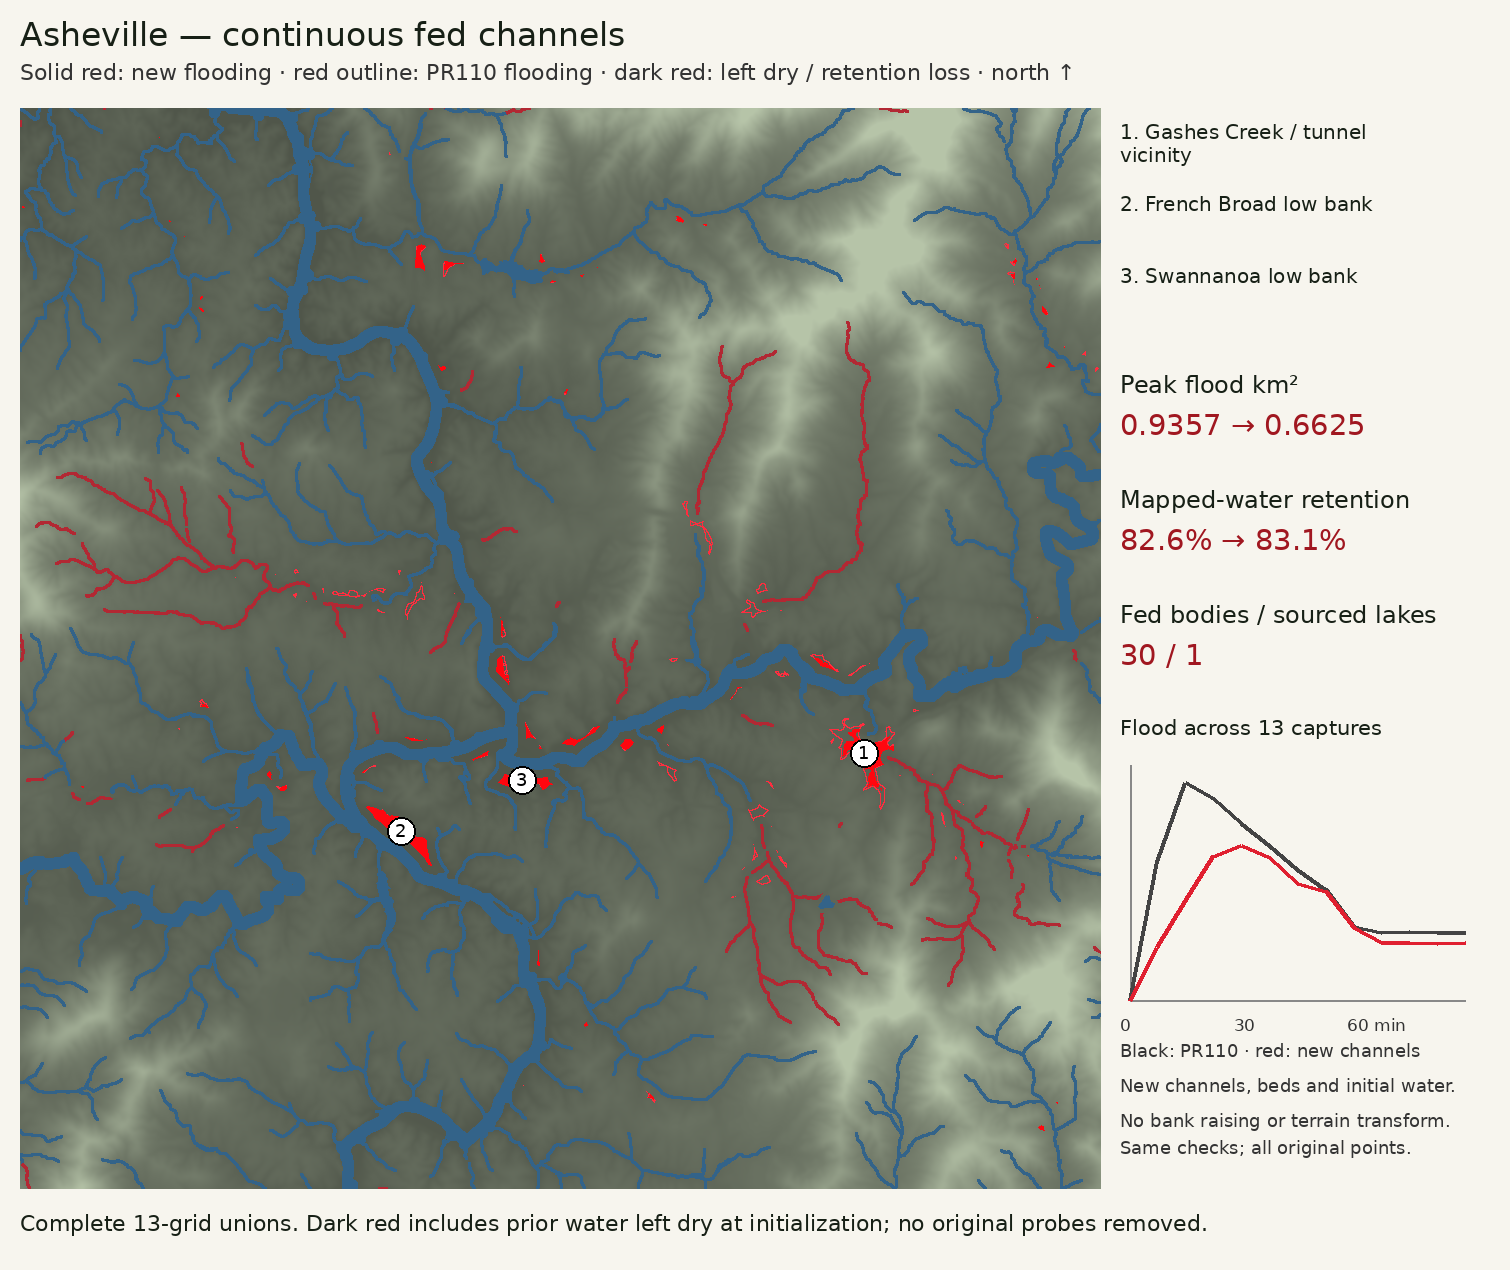 Asheville — continuous fed channels
Solid red: new flooding · red outline: PR110 flooding · dark red: left dry / retention loss · north ↑
1. Gashes Creek / tunnel
vicinity
2. French Broad low bank
3. Swannanoa low bank
Peak flood km²
0.9357 → 0.6625
Mapped-water retention
82.6% → 83.1%
Fed bodies / sourced lakes
30 / 1
Flood across 13 captures
0 30 60 min
Black: PR110 · red: new channels
New channels, beds and initial water.
No bank raising or terrain transform.
Same checks; all original points.
1
3
2
Complete 13-grid unions. Dark red includes prior water left dry at initialization; no original probes removed.